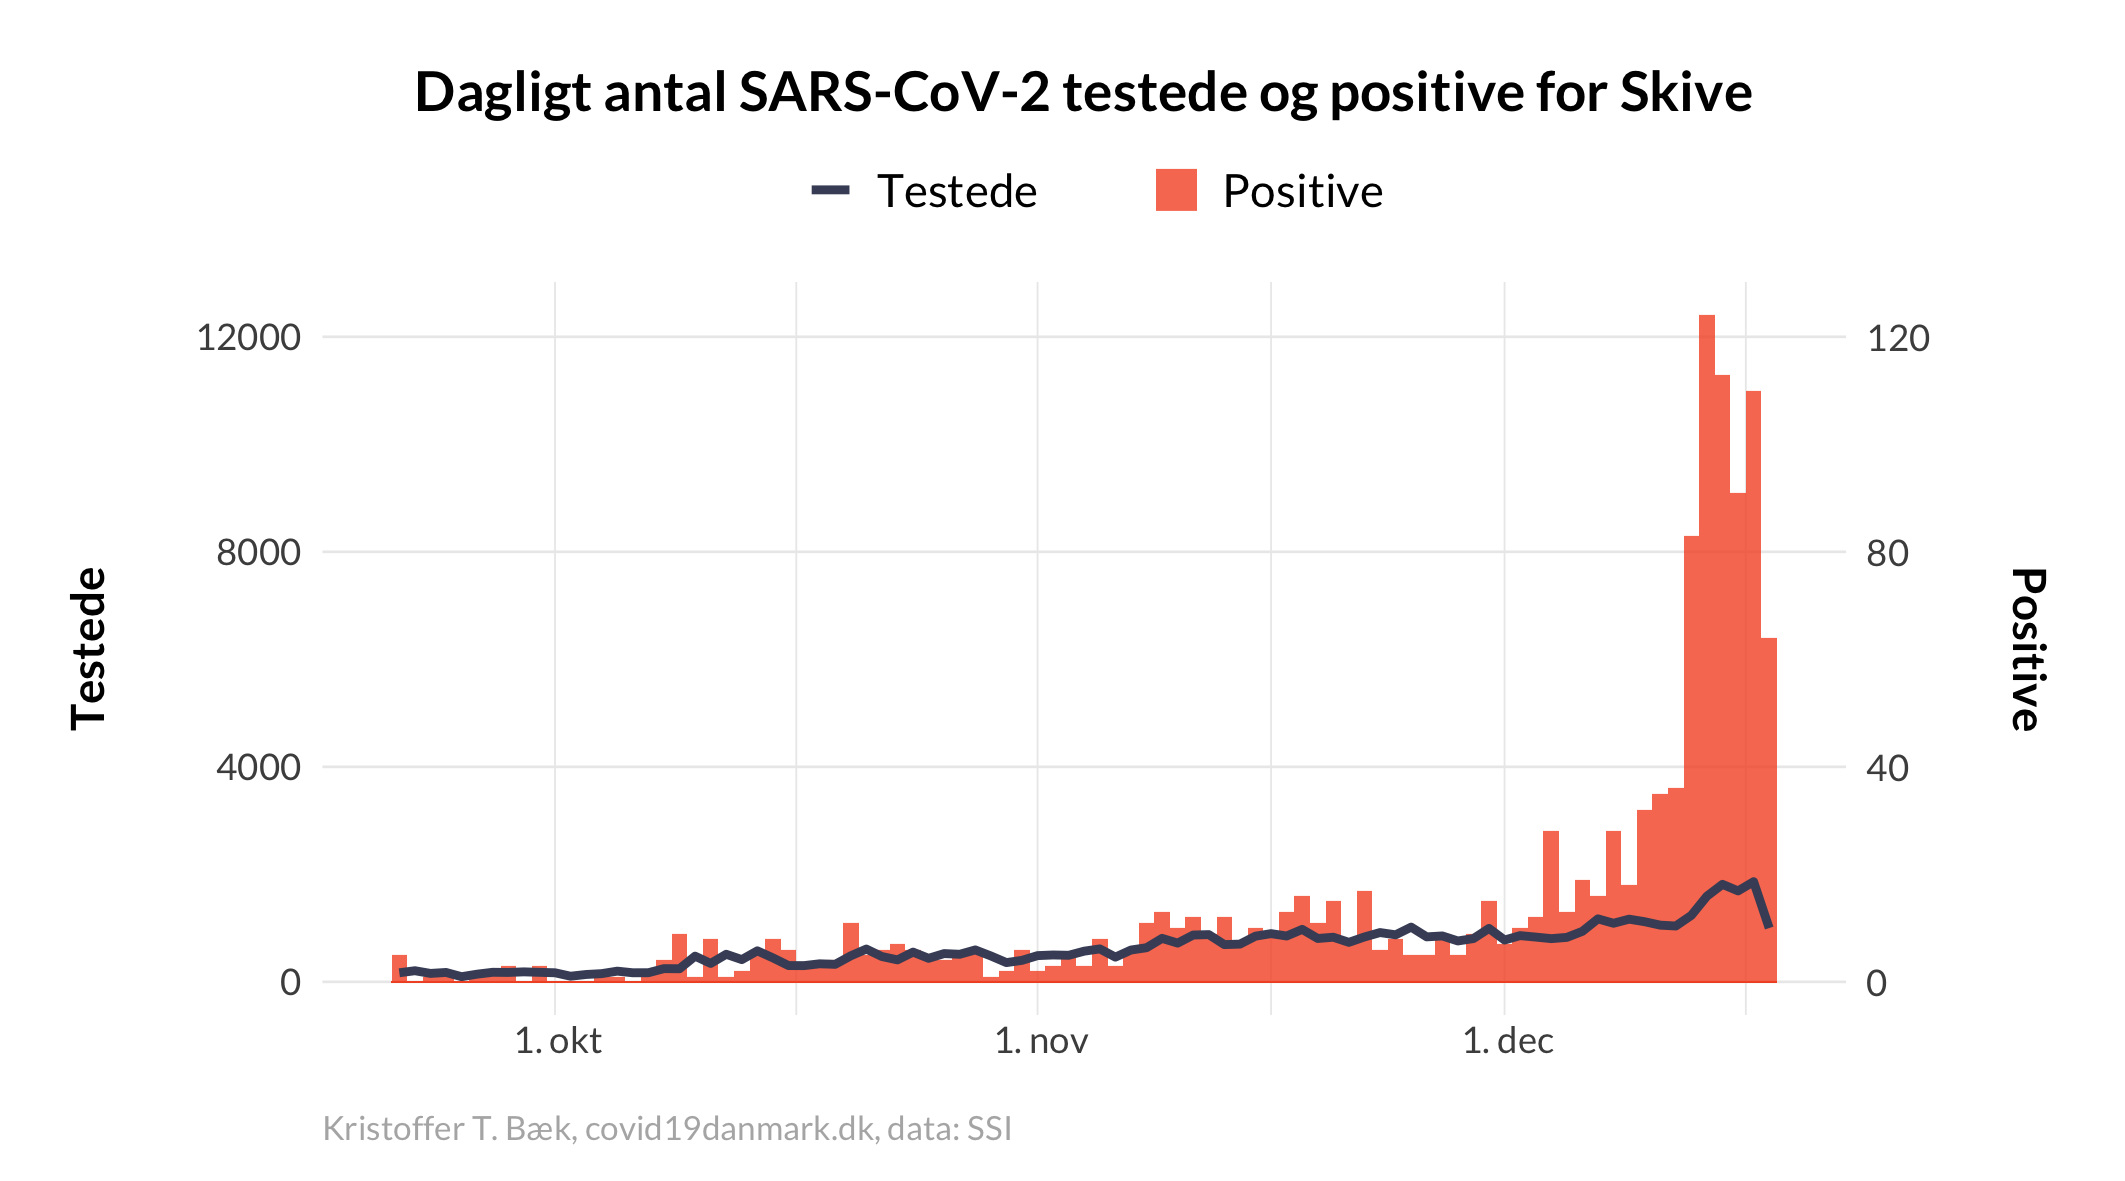 Dagligt antal SARS-CoV-2 testede og positive for Skive
Testede
Positive
12000
8000
4000
0
Testede
120
80
40
0
Positive
1. okt
1. nov
1. dec
Kristoffer T. Bæk, covid19danmark.dk, data: SSI